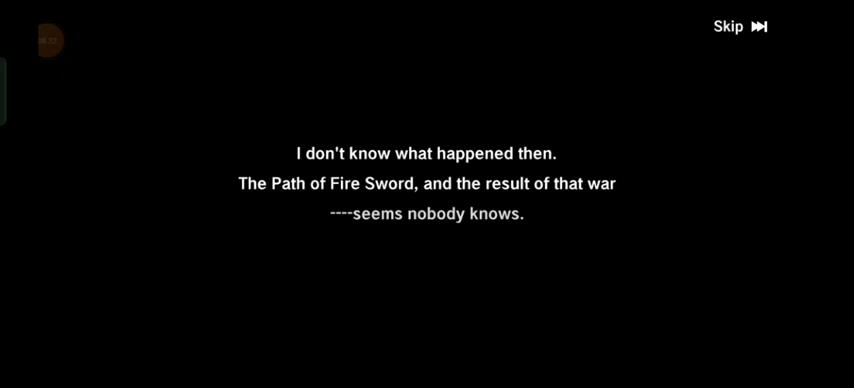 Skip
I don't know what happened then.
The Path of Fire Sword, and the result of that war
----seems nobody knows.